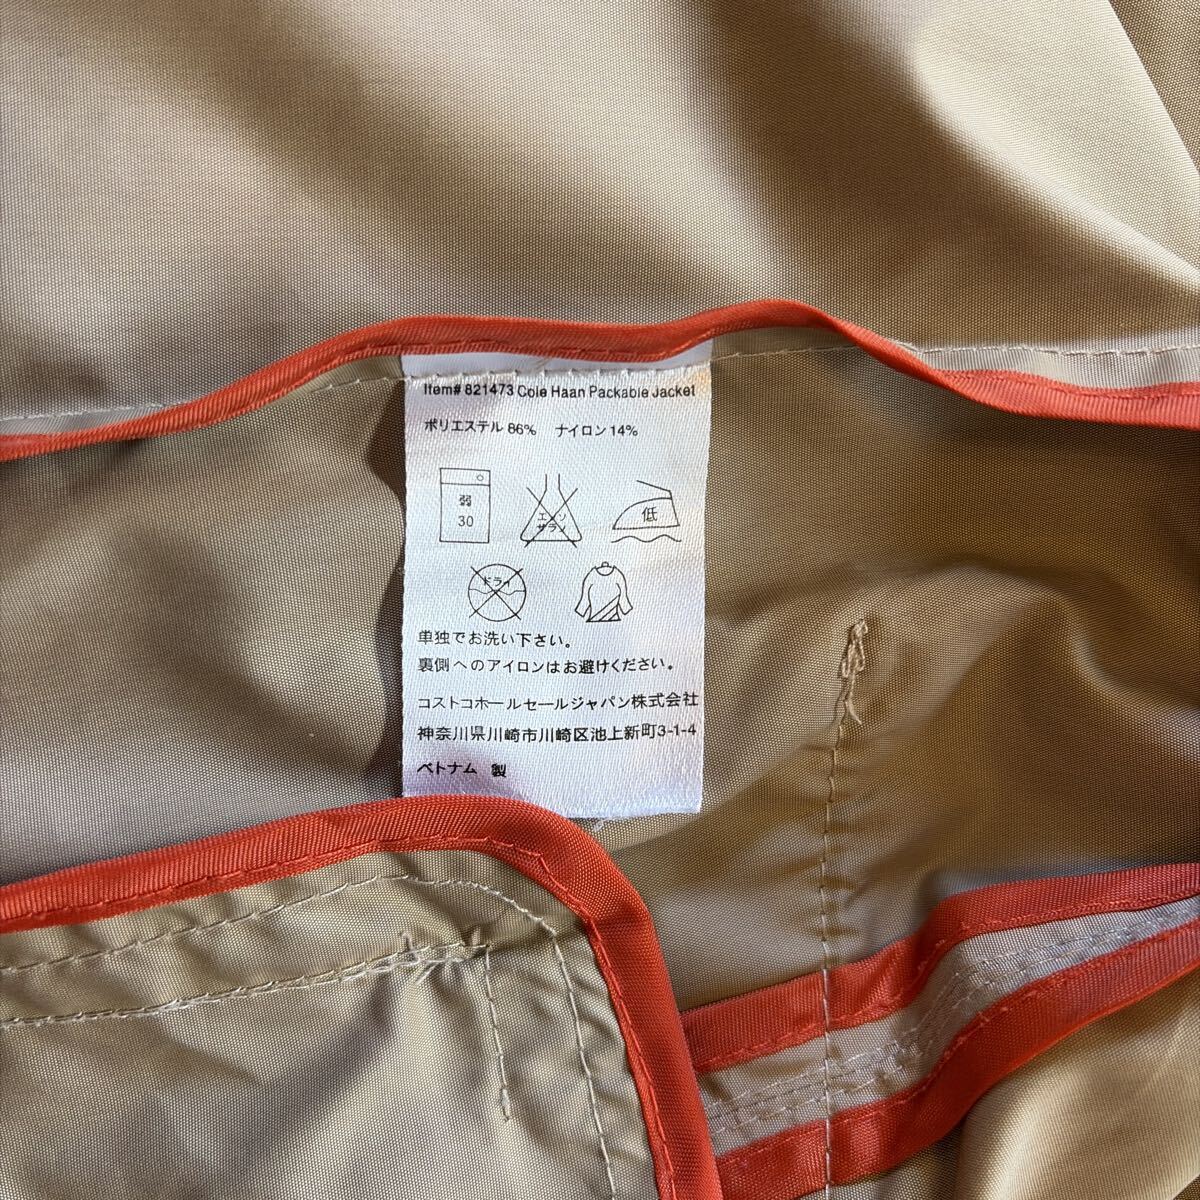 Item# 821473 Cole Haan Packable Jacket
ポリエステル 86% ナイロン 14%
弱
30
エンソ
サラシ
低
ドライ
単独でお洗い下さい。
裏側へのアイロンはお避けください。
コストコホールセールジャパン株式会社
神奈川県川崎市川崎区池上新町3-1-4
ベトナム 製